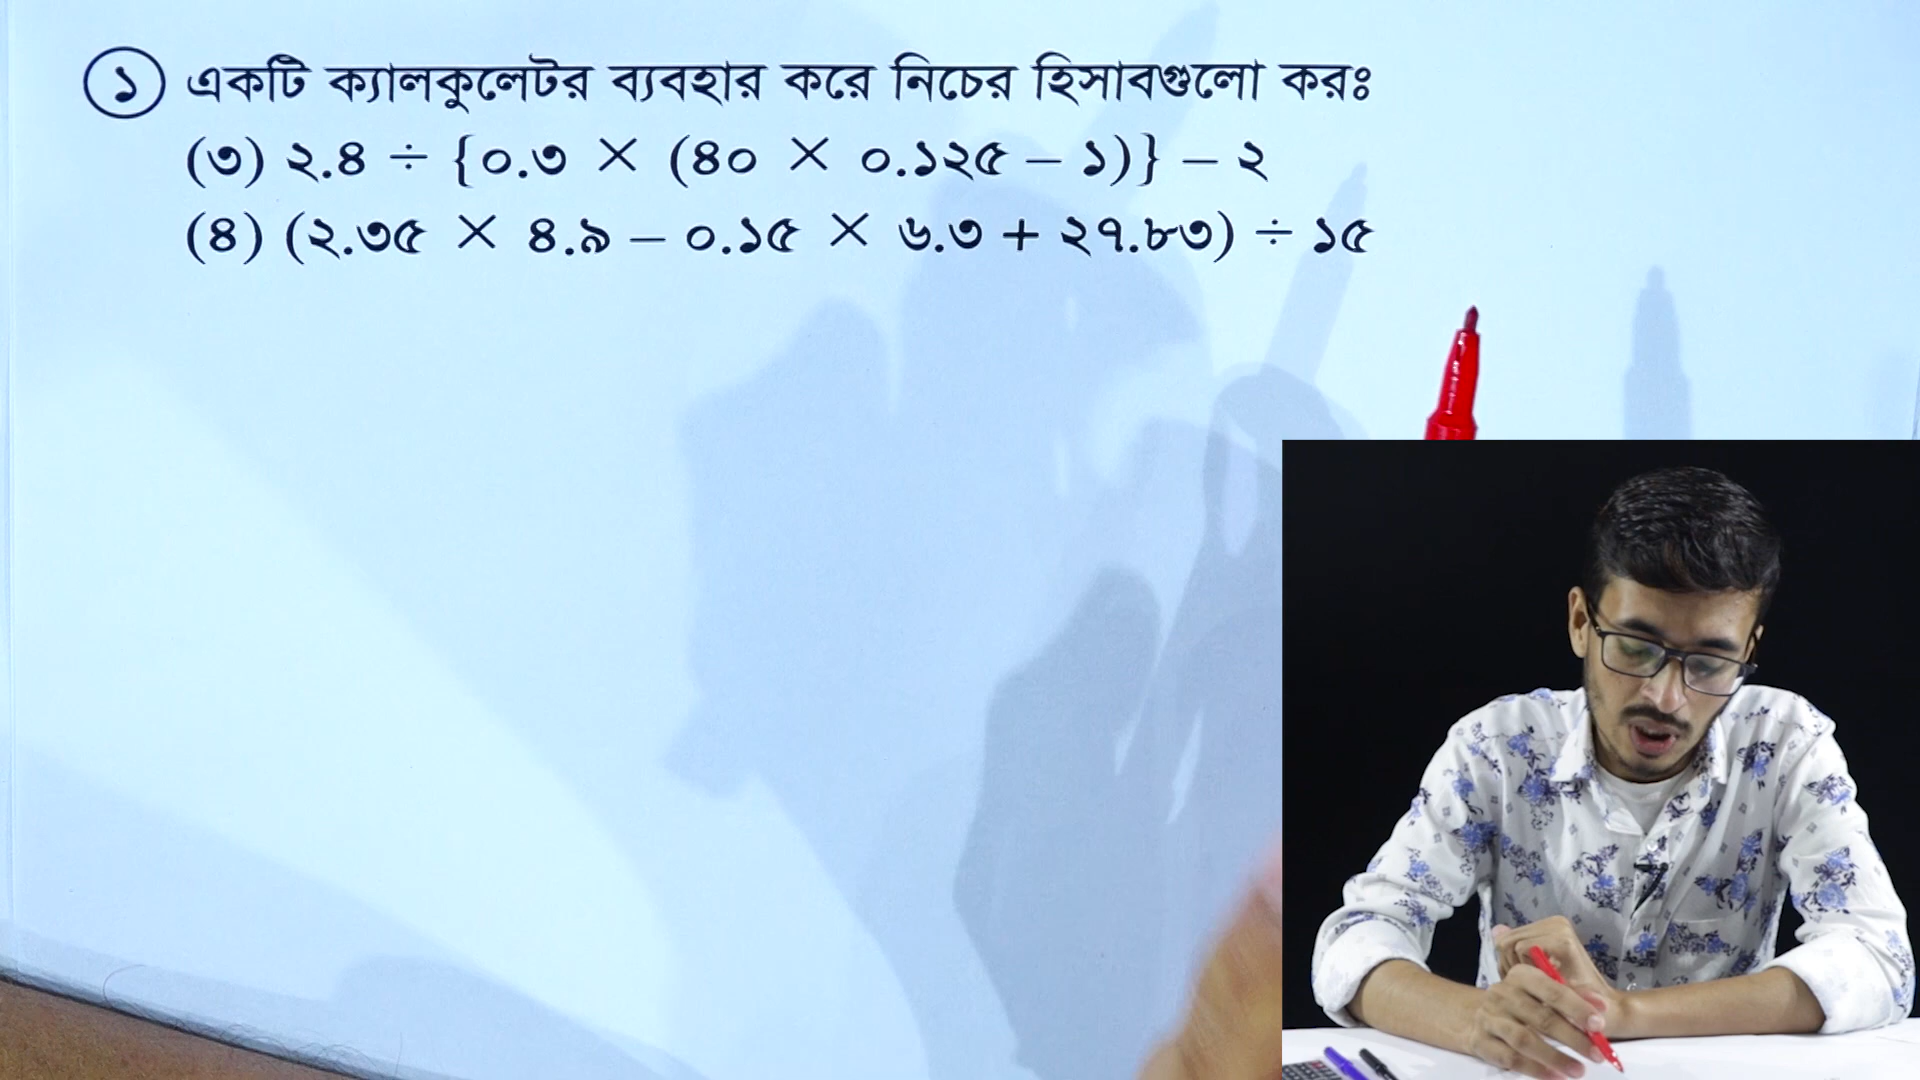 ১ একটি ক্যালকুলেটর ব্যবহার করে নিচের হিসাবগুলো করঃ
(৩) ২.৪ ÷ {০.৩ × (৪০ × ০.১২৫ – ১)} – ২
(৪) (২.৩৫ × ৪.৯ – ০.১৫ × ৬.৩ + ২৭.৮৩) ÷ ১৫